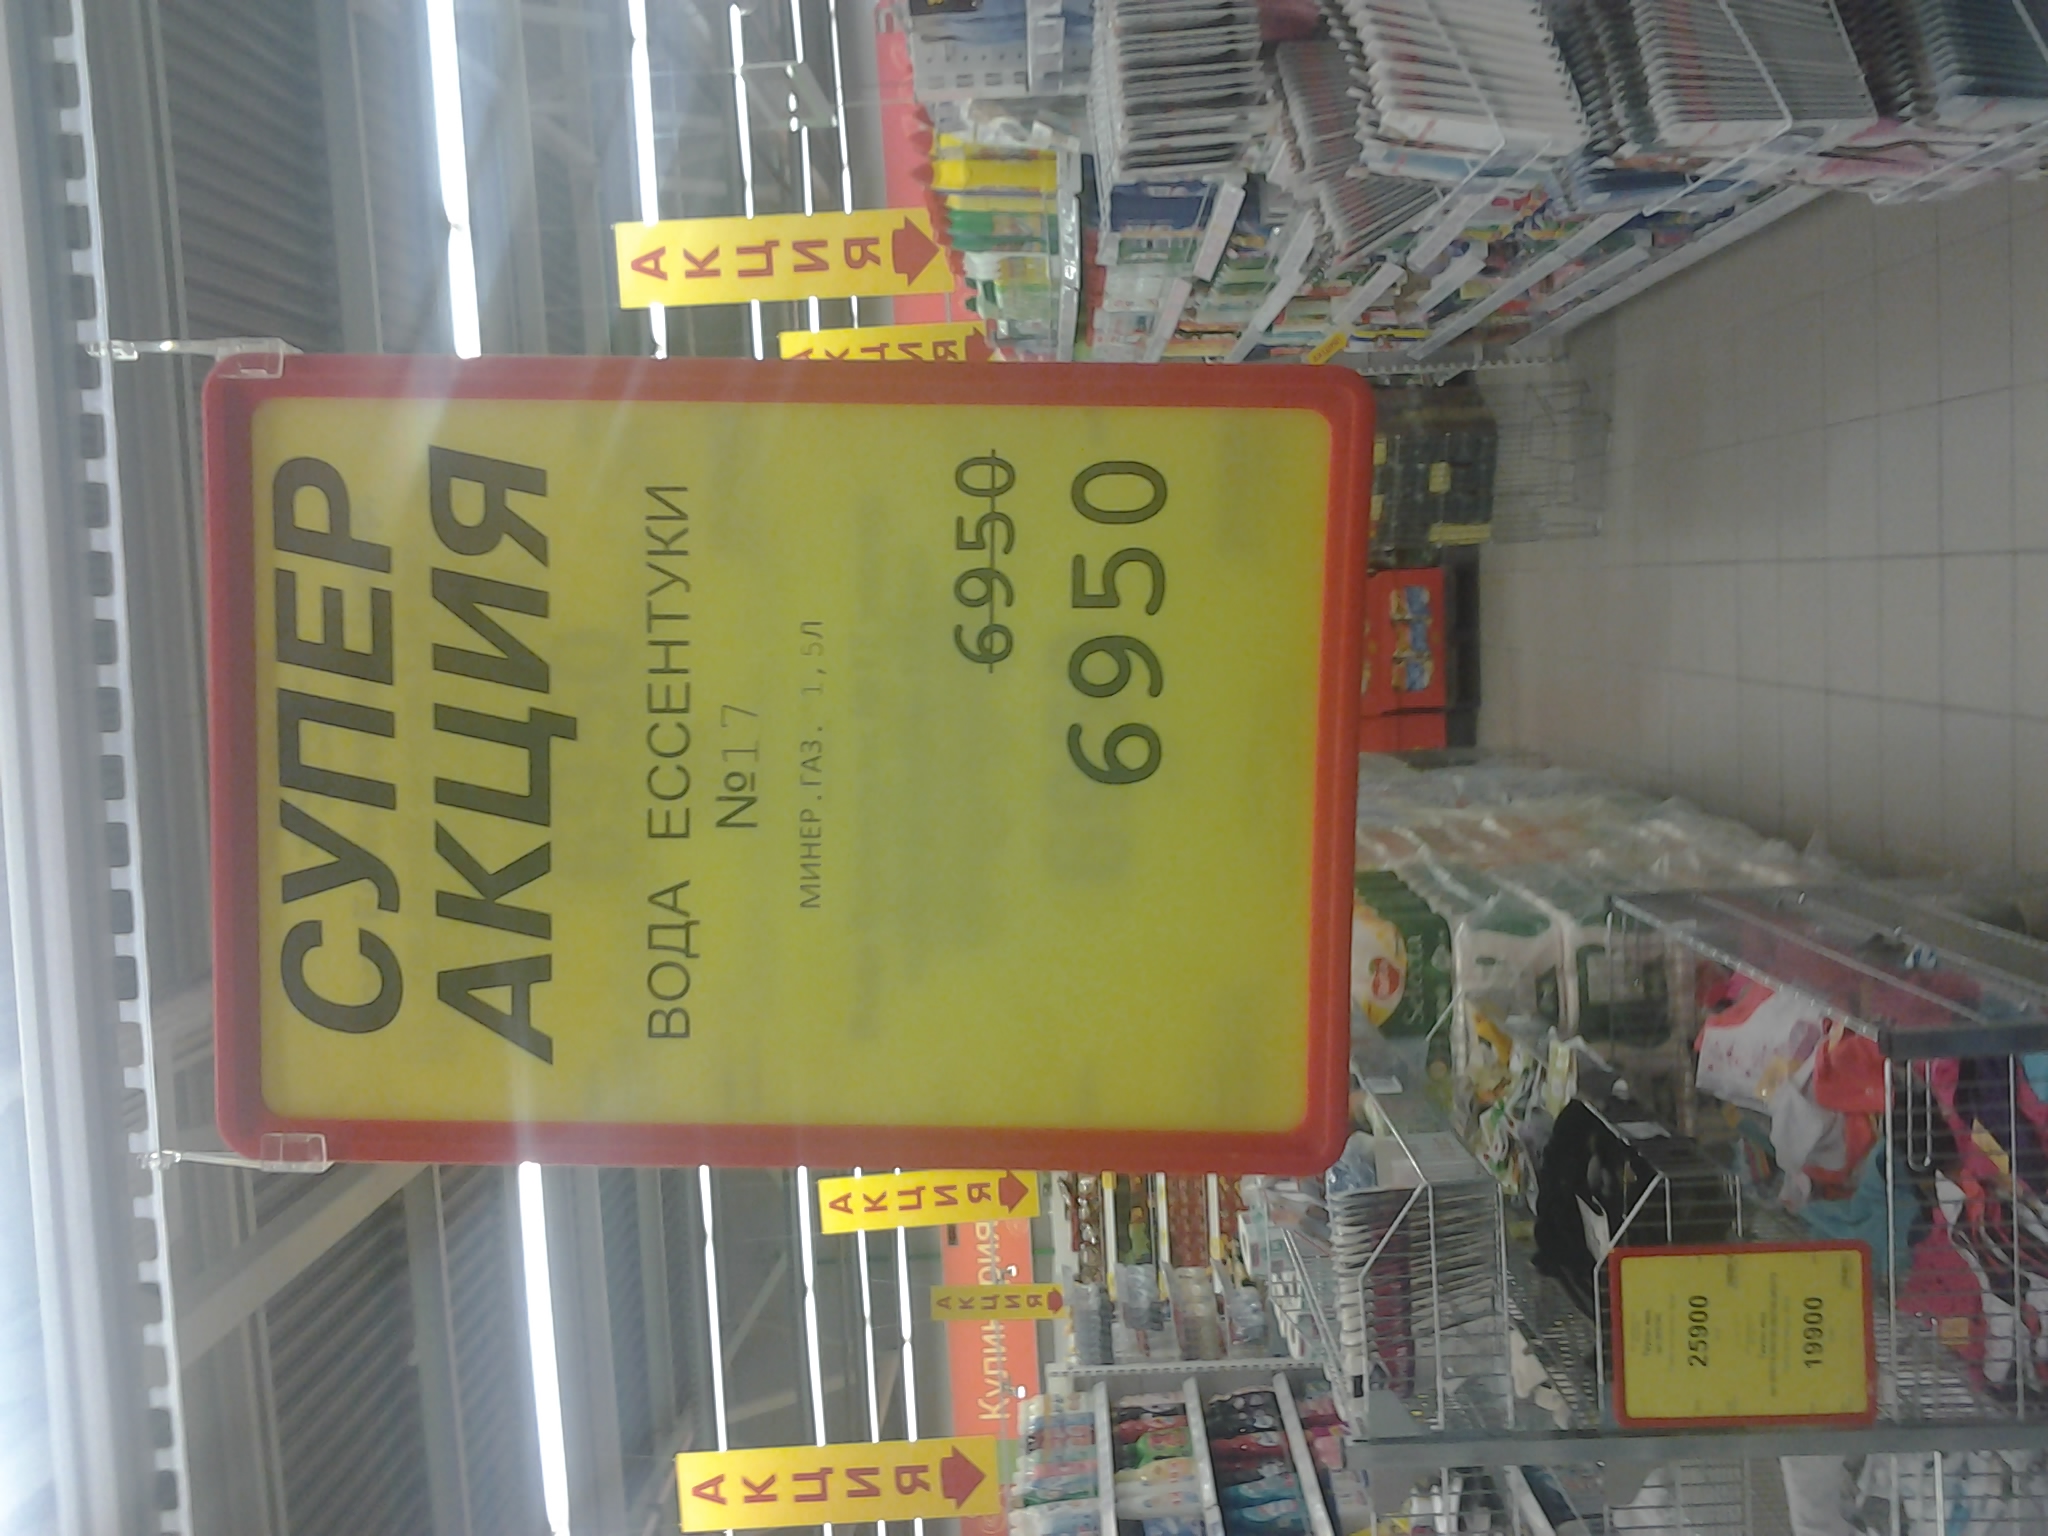 СУПЕР
АКЦИЯ
ВОДА ЕССЕНТУКИ
№17
МИНЕР.ГАЗ. 1,5Л
6950
6950
АКЦИЯ
АКЦИЯ
АКЦИЯ
АКЦИЯ
АКЦИЯ
Кулинария
25900
19900